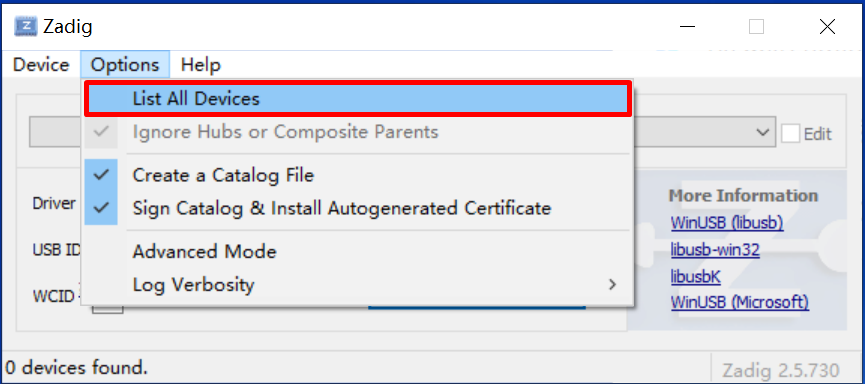 Zadig
Device Options Help
List All Devices
Ignore Hubs or Composite Parents
Edit
Create a Catalog File
Sign Catalog & Install Autogenerated Certificate
Advanced Mode
Log Verbosity
Driver
USB ID
WCID
More Information
WinUSB (libusb)
libusb-win32
libusbK
WinUSB (Microsoft)
0 devices found.
Zadig 2.5.730